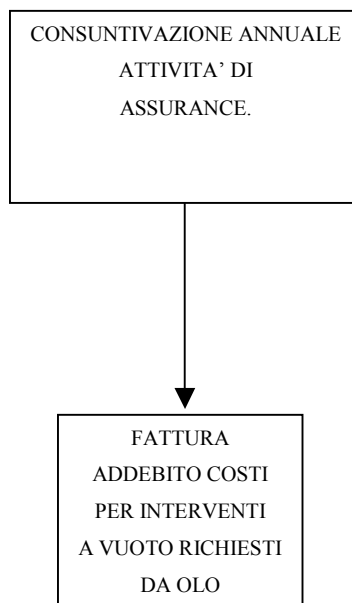 CONSUNTIVAZIONE ANNUALE
ATTIVITA’ DI
ASSURANCE.
FATTURA
ADDEBITO COSTI
PER INTERVENTI
A VUOTO RICHIESTI
DA OLO